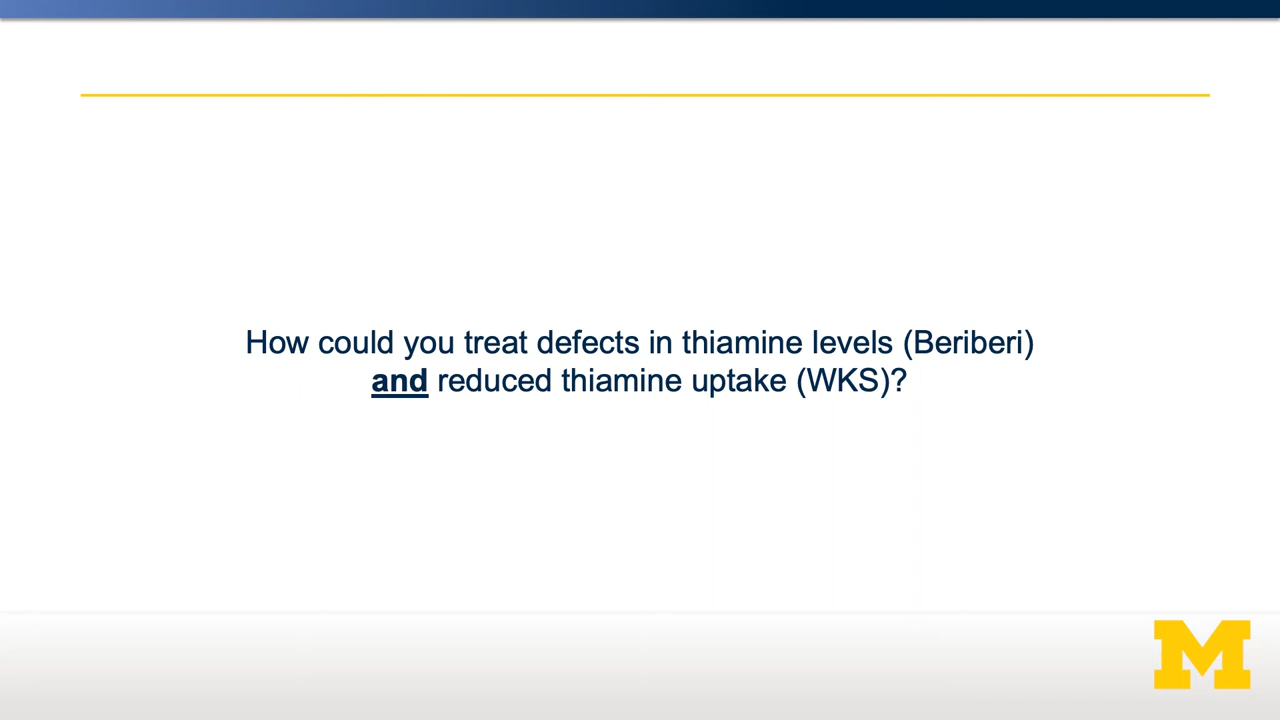 How could you treat defects in thiamine levels (Beriberi)
and reduced thiamine uptake (WKS)?
M